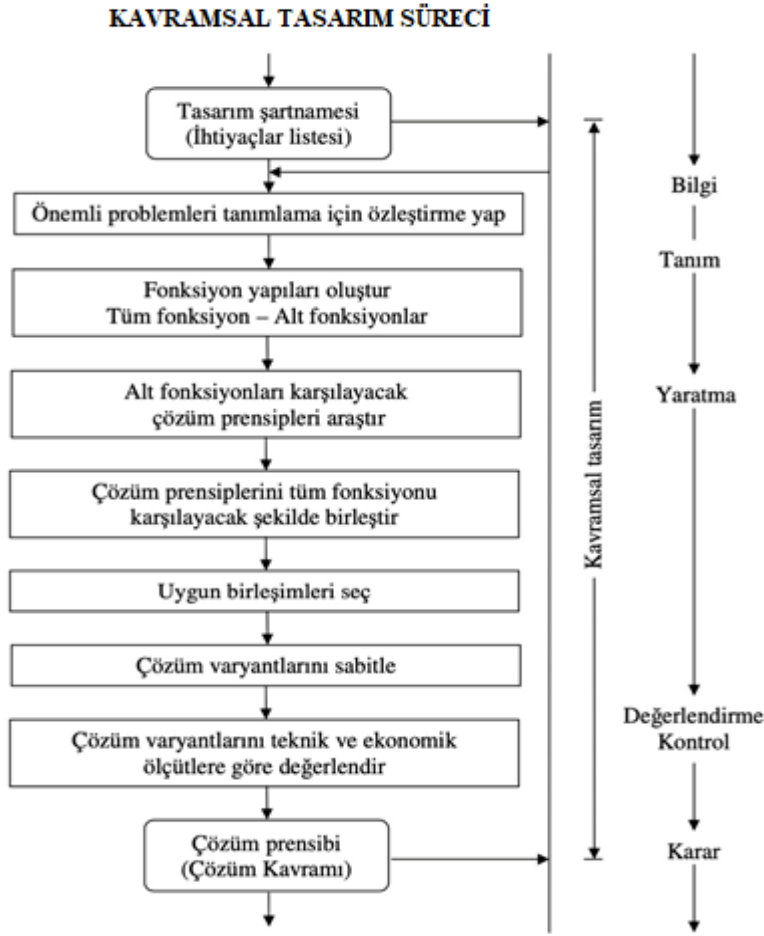 KAVRAMSAL TASARIM SÜRECİ
Tasarım şartnamesi
(İhtiyaçlar listesi)
Önemli problemleri tanımlama için özleştirme yap
Fonksiyon yapıları oluştur
Tüm fonksiyon – Alt fonksiyonlar
Alt fonksiyonları karşılayacak
çözüm prensipleri araştır
Çözüm prensiplerini tüm fonksiyonu
karşılayacak şekilde birleştir
Uygun birleşimleri seç
Çözüm varyantlarını sabitle
Çözüm varyantlarını teknik ve ekonomik
ölçütlere göre değerlendir
Çözüm prensibi
(Çözüm Kavramı)
Kavramsal tasarım
Bilgi
Tanım
Yaratma
Değerlendirme
Kontrol
Karar